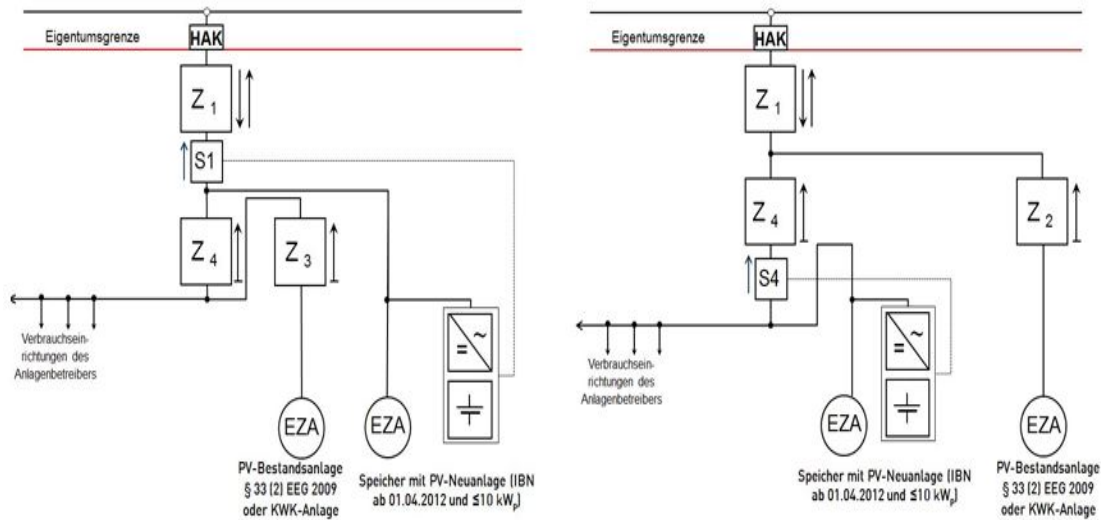 Eigentumsgrenze
HAK
Z 1
S1
Z 4
Z 3
Verbrauchsein-
richtungen des
Anlagenbetreibers
=
~
EZA
EZA
PV-Bestandsanlage
§ 33 (2) EEG 2009
oder KWK-Anlage
Speicher mit PV-Neuanlage (IBN
ab 01.04.2012 und ≤10 kWp)
Eigentumsgrenze
HAK
Z 1
Z 4
Z 2
S4
Verbrauchsein-
richtungen des
Anlagenbetreibers
=
~
EZA
EZA
Speicher mit PV-Neuanlage (IBN
ab 01.04.2012 und ≤10 kWp)
PV-Bestandsanlage
§ 33 (2) EEG 2009
oder KWK-Anlage